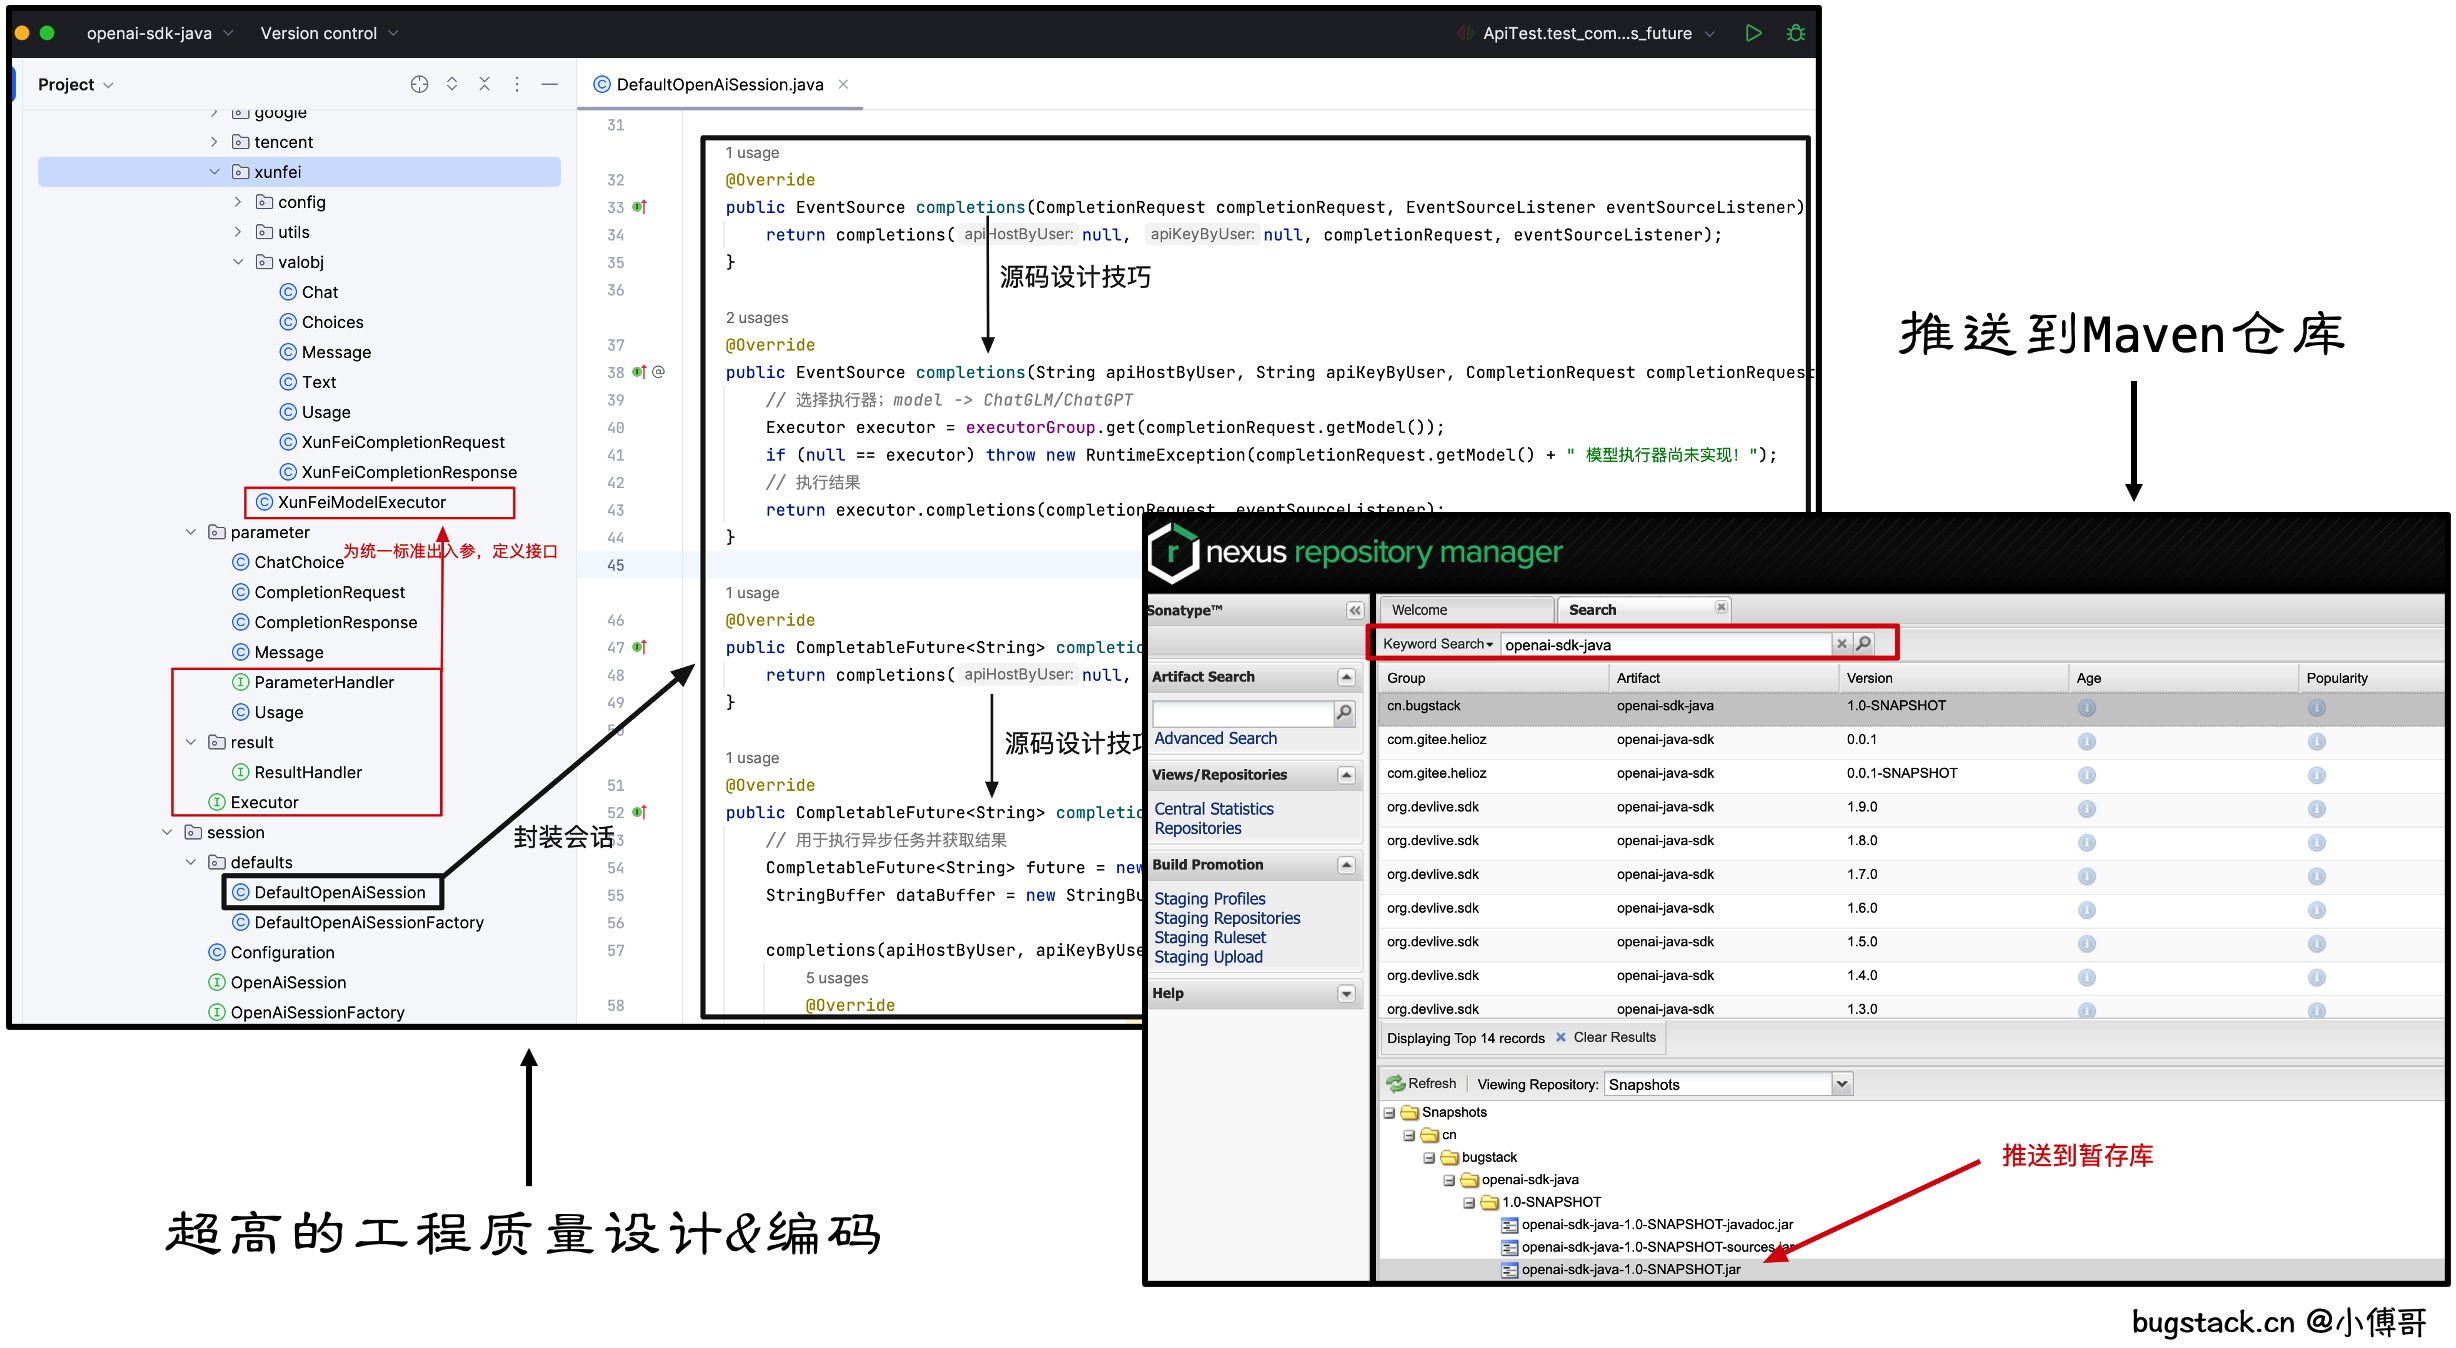 openai-sdk-java
Version control
ApiTest.test_com...s_future
Project
DefaultOpenAiSession.java
google
tencent
xunfei
config
utils
valobj
Chat
Choices
Message
Text
Usage
XunFeiCompletionRequest
XunFeiCompletionResponse
XunFeiModelExecutor
parameter
为统一标准出入参，定义接口
ChatChoice
CompletionRequest
CompletionResponse
Message
ParameterHandler
Usage
result
ResultHandler
Executor
session
defaults
DefaultOpenAiSession
DefaultOpenAiSessionFactory
Configuration
OpenAiSession
OpenAiSessionFactory
封装会话
31
1 usage
32 @Override
33 public EventSource completions(CompletionRequest completionRequest, EventSourceListener eventSourceListener)
34 return completions( apiHostByUser: null, apiKeyByUser: null, completionRequest, eventSourceListener);
35 }
源码设计技巧
36
2 usages
37 @Override
38 public EventSource completions(String apiHostByUser, String apiKeyByUser, CompletionRequest completionRequest
39 // 选择执行器；model -> ChatGLM/ChatGPT
40 Executor executor = executorGroup.get(completionRequest.getModel());
41 if (null == executor) throw new RuntimeException(completionRequest.getModel() + " 模型执行器尚未实现！");
42 // 执行结果
43 return executor.completions(completionRequest, eventSourceListener);
44 }
45
1 usage
46 @Override
47 public CompletableFuture<String> completio
48 return completions( apiHostByUser: null,
49 }
源码设计技
1 usage
51 @Override
52 public CompletableFuture<String> completio
53 // 用于执行异步任务并获取结果
54 CompletableFuture<String> future = new
55 StringBuffer dataBuffer = new StringBu
56
57 completions(apiHostByUser, apiKeyByUse
5 usages
58 @Override
推送到Maven仓库
nexus repository manager
Sonatype™
Welcome
Search
Keyword Search
openai-sdk-java
Artifact Search
Advanced Search
Views/Repositories
Central Statistics
Repositories
Build Promotion
Staging Profiles
Staging Repositories
Staging Ruleset
Staging Upload
Help
Group Artifact Version Age Popularity
cn.bugstack openai-sdk-java 1.0-SNAPSHOT
com.gitee.helioz openai-java-sdk 0.0.1
com.gitee.helioz openai-java-sdk 0.0.1-SNAPSHOT
org.devlive.sdk openai-java-sdk 1.9.0
org.devlive.sdk openai-java-sdk 1.8.0
org.devlive.sdk openai-java-sdk 1.7.0
org.devlive.sdk openai-java-sdk 1.6.0
org.devlive.sdk openai-java-sdk 1.5.0
org.devlive.sdk openai-java-sdk 1.4.0
org.devlive.sdk openai-java-sdk 1.3.0
Displaying Top 14 records Clear Results
Refresh Viewing Repository: Snapshots
Snapshots
cn
bugstack
openai-sdk-java
1.0-SNAPSHOT
openai-sdk-java-1.0-SNAPSHOT-javadoc.jar
openai-sdk-java-1.0-SNAPSHOT-sources.jar
openai-sdk-java-1.0-SNAPSHOT.jar
推送到暂存库
超高的工程质量设计&编码
bugstack.cn @小傅哥